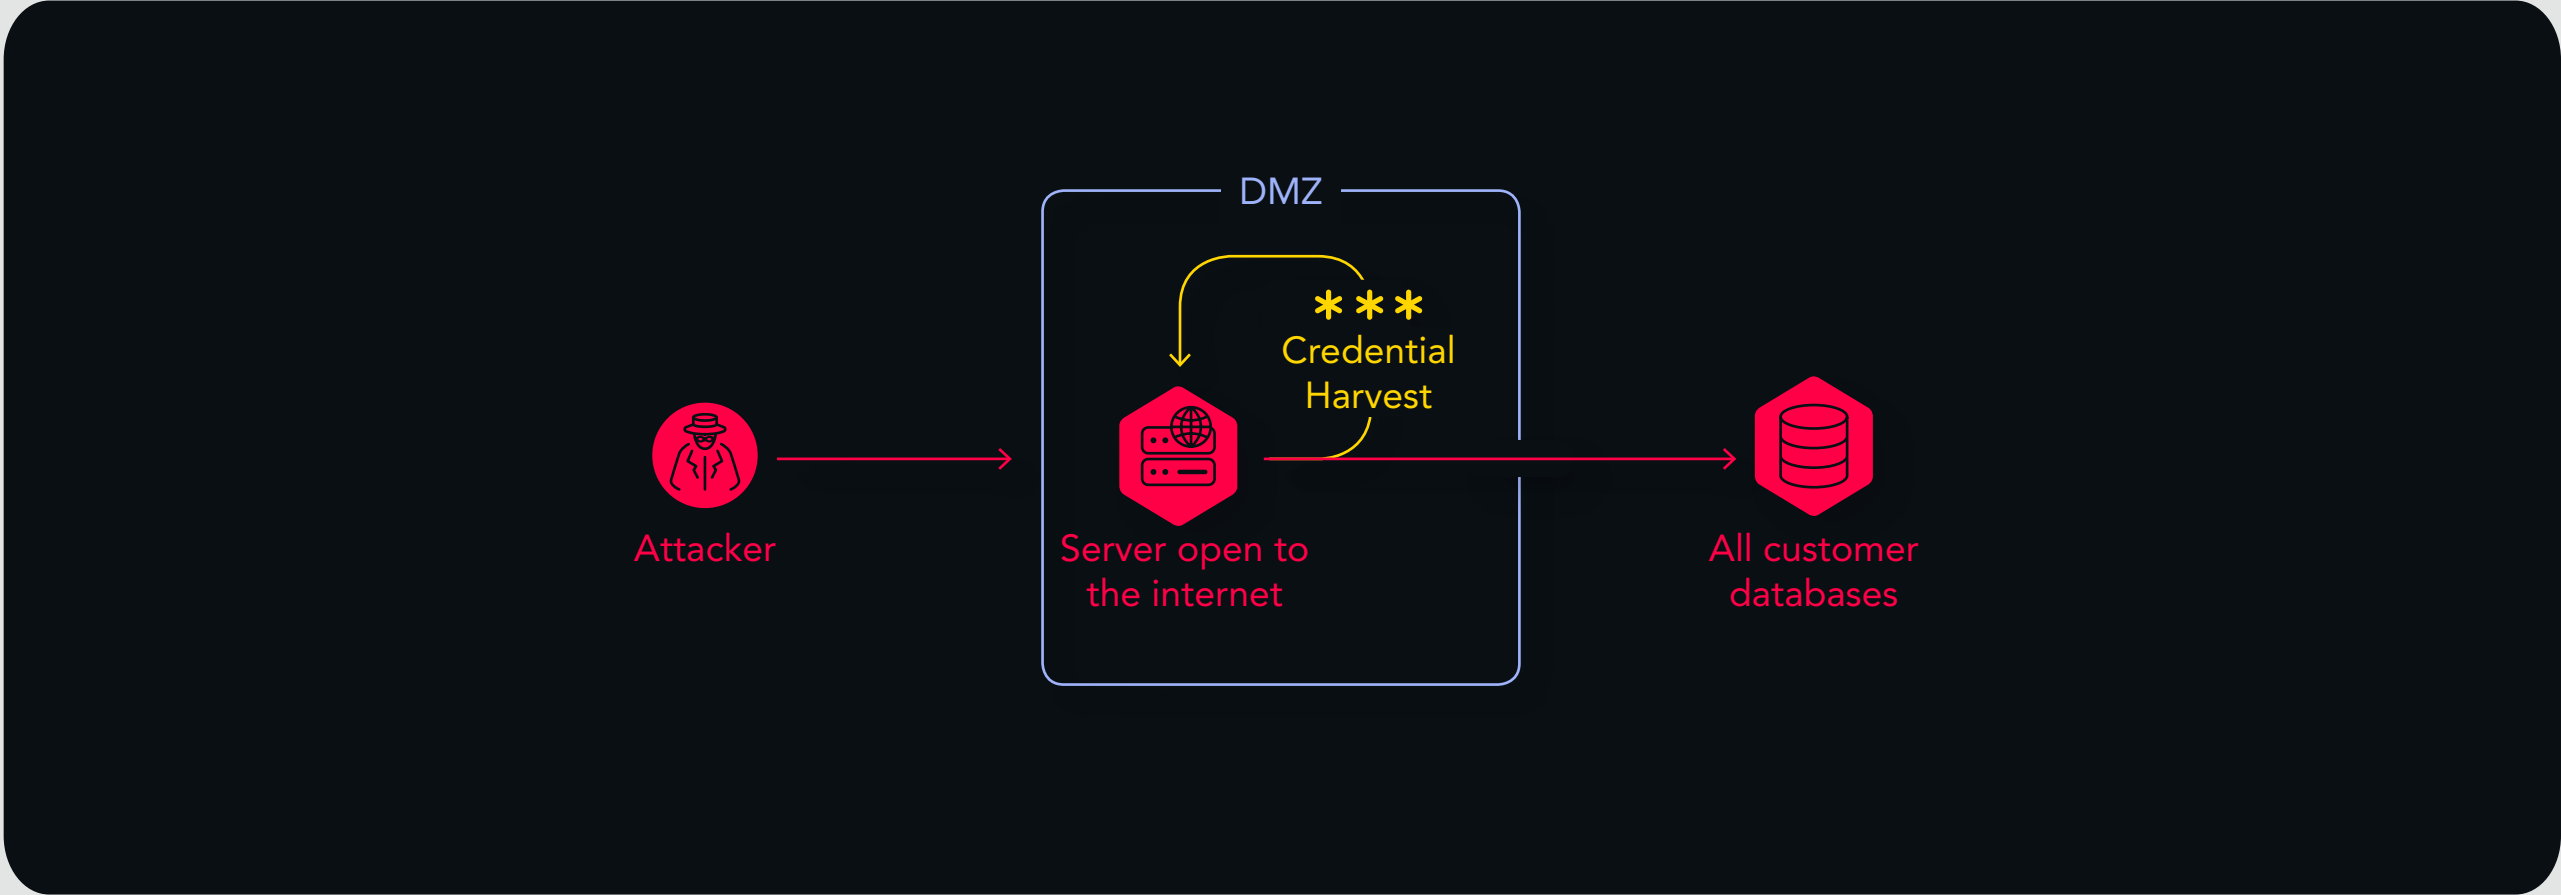 DMZ
***
Credential
Harvest
Attacker
Server open to
the internet
All customer
databases